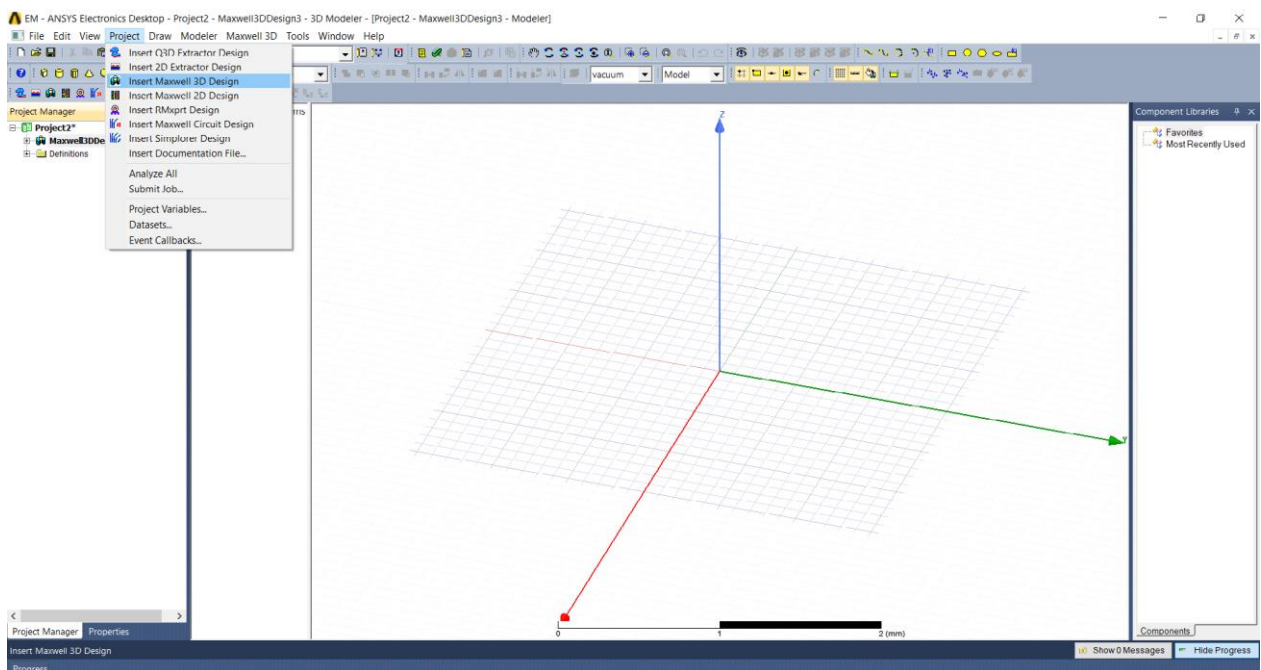 EM - ANSYS Electronics Desktop - Project2 - Maxwell3DDesign3 - 3D Modeler - [Project2 - Maxwell3DDesign3 - Modeler]
File Edit View Project Draw Modeler Maxwell 3D Tools Window Help
Insert Q3D Extractor Design
Insert 2D Extractor Design
Insert Maxwell 3D Design
Insert Maxwell 2D Design
Insert RMxprt Design
Insert Maxwell Circuit Design
Insert Simplorer Design
Insert Documentation File...
Analyze All
Submit Job...
Project Variables...
Datasets...
Event Callbacks...
vacuum Model
Project Manager
Project2*
Maxwell3DDe
Definitions
ms
Z
Y
0 1 2 (mm)
Component Libraries
Favorites
Most Recently Used
Project Manager Properties
Components
Insert Maxwell 3D Design
Show 0 Messages Hide Progress
Progress